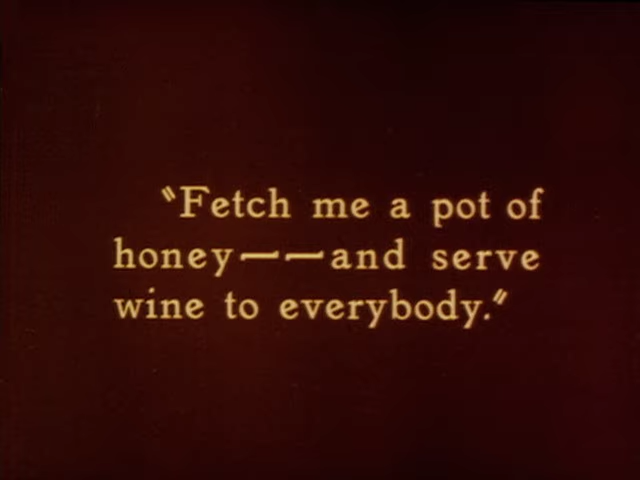 "Fetch me a pot of
honey——and serve
wine to everybody."